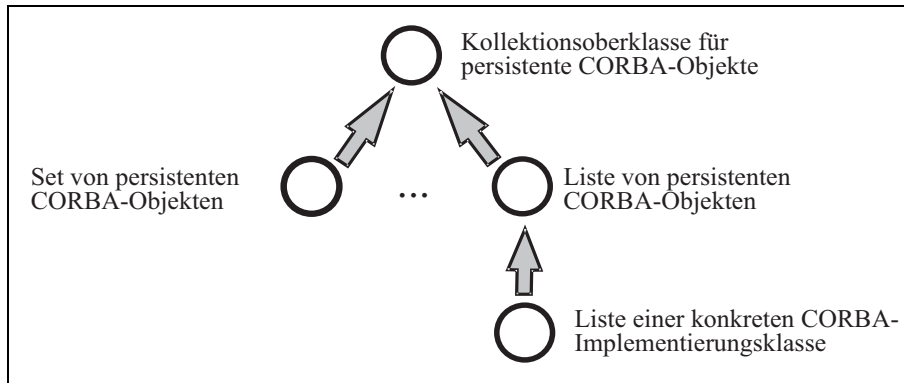 Kollektionsoberklasse für
persistente CORBA-Objekte
Set von persistenten
CORBA-Objekten
...
Liste von persistenten
CORBA-Objekten
Liste einer konkreten CORBA-
Implementierungsklasse